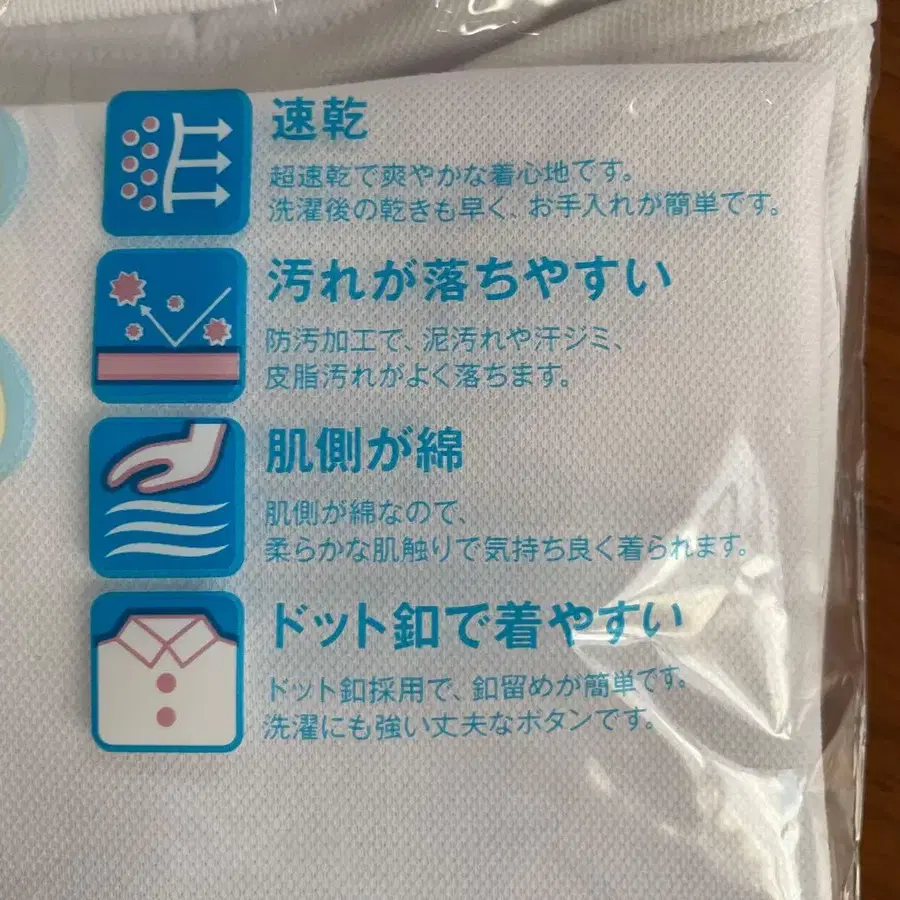 速乾
超速乾で爽やかな着心地です。
洗濯後の乾きも早く、お手入れが簡単です。
汚れが落ちやすい
防汚加工で、泥汚れや汗ジミ、
皮脂汚れがよく落ちます。
肌側が綿
肌側が綿なので、
柔らかな肌触りで気持ち良く着られます。
ドット釦で着やすい
ドット釦採用で、釦留めが簡単です。
洗濯にも強い丈夫なボタンです。